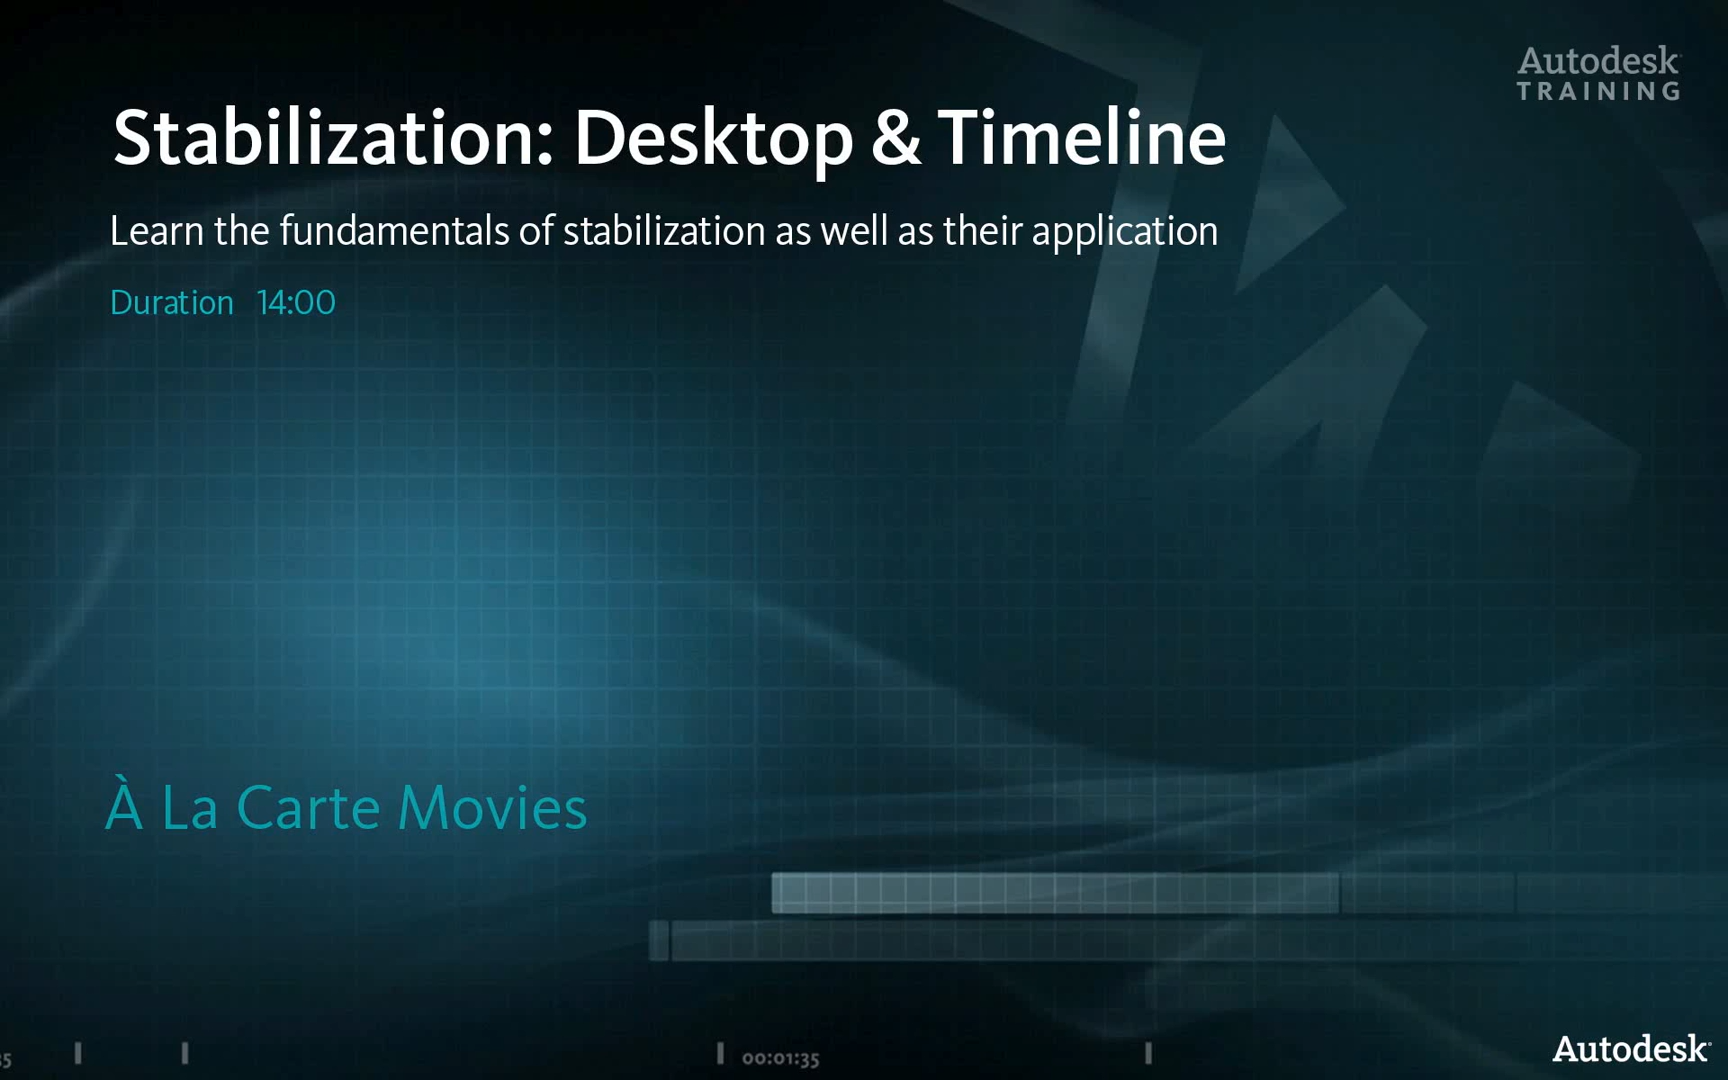 Autodesk
TRAINING
Stabilization: Desktop & Timeline
Learn the fundamentals of stabilization as well as their application
Duration 14:00
À La Carte Movies
35
00:01:35
Autodesk